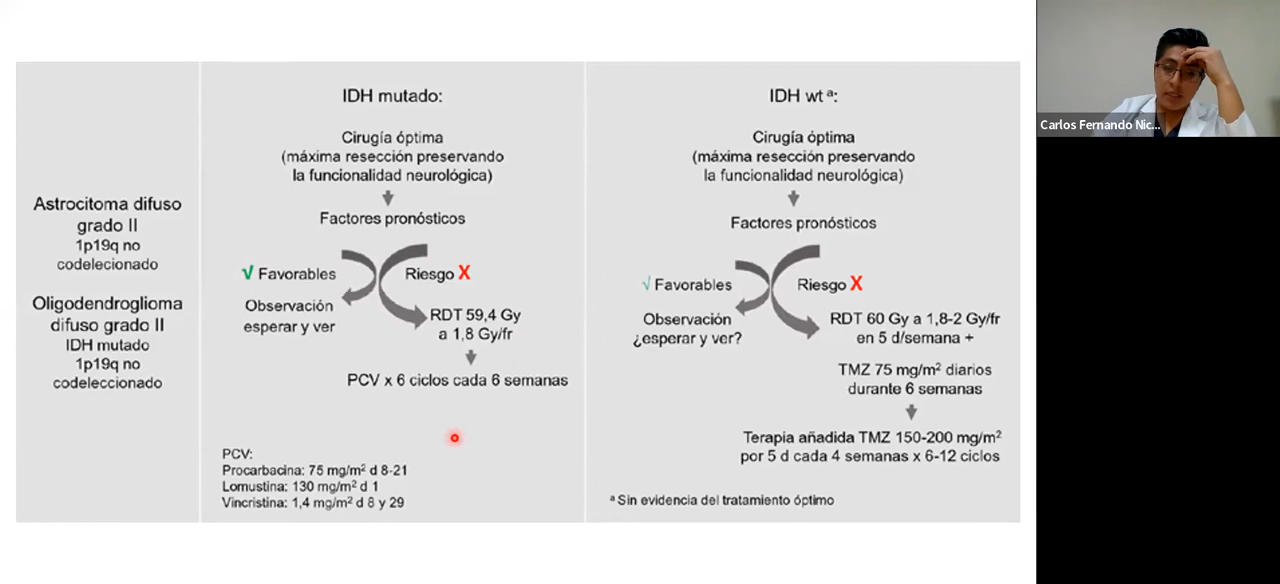 Astrocitoma difuso
grado II
1p19q no
codelecionado
Oligodendroglioma
difuso grado II
IDH mutado
1p19q no
codeleccionado
IDH mutado:
Cirugía óptima
(máxima resección preservando
la funcionalidad neurológica)
Factores pronósticos
√ Favorables
Riesgo X
Observación
esperar y ver
RDT 59,4 Gy
a 1,8 Gy/fr
PCV x 6 ciclos cada 6 semanas
PCV:
Procarbacina: 75 mg/m² d 8-21
Lomustina: 130 mg/m² d 1
Vincristina: 1,4 mg/m² d 8 y 29
IDH wt ª:
Cirugía óptima
(máxima resección preservando
la funcionalidad neurológica)
Factores pronósticos
√ Favorables
Riesgo X
Observación
¿esperar y ver?
RDT 60 Gy a 1,8-2 Gy/fr
en 5 d/semana +
TMZ 75 mg/m² diarios
durante 6 semanas
Terapia añadida TMZ 150-200 mg/m²
por 5 d cada 4 semanas x 6-12 ciclos
ª Sin evidencia del tratamiento óptimo
Carlos Fernando Nic...